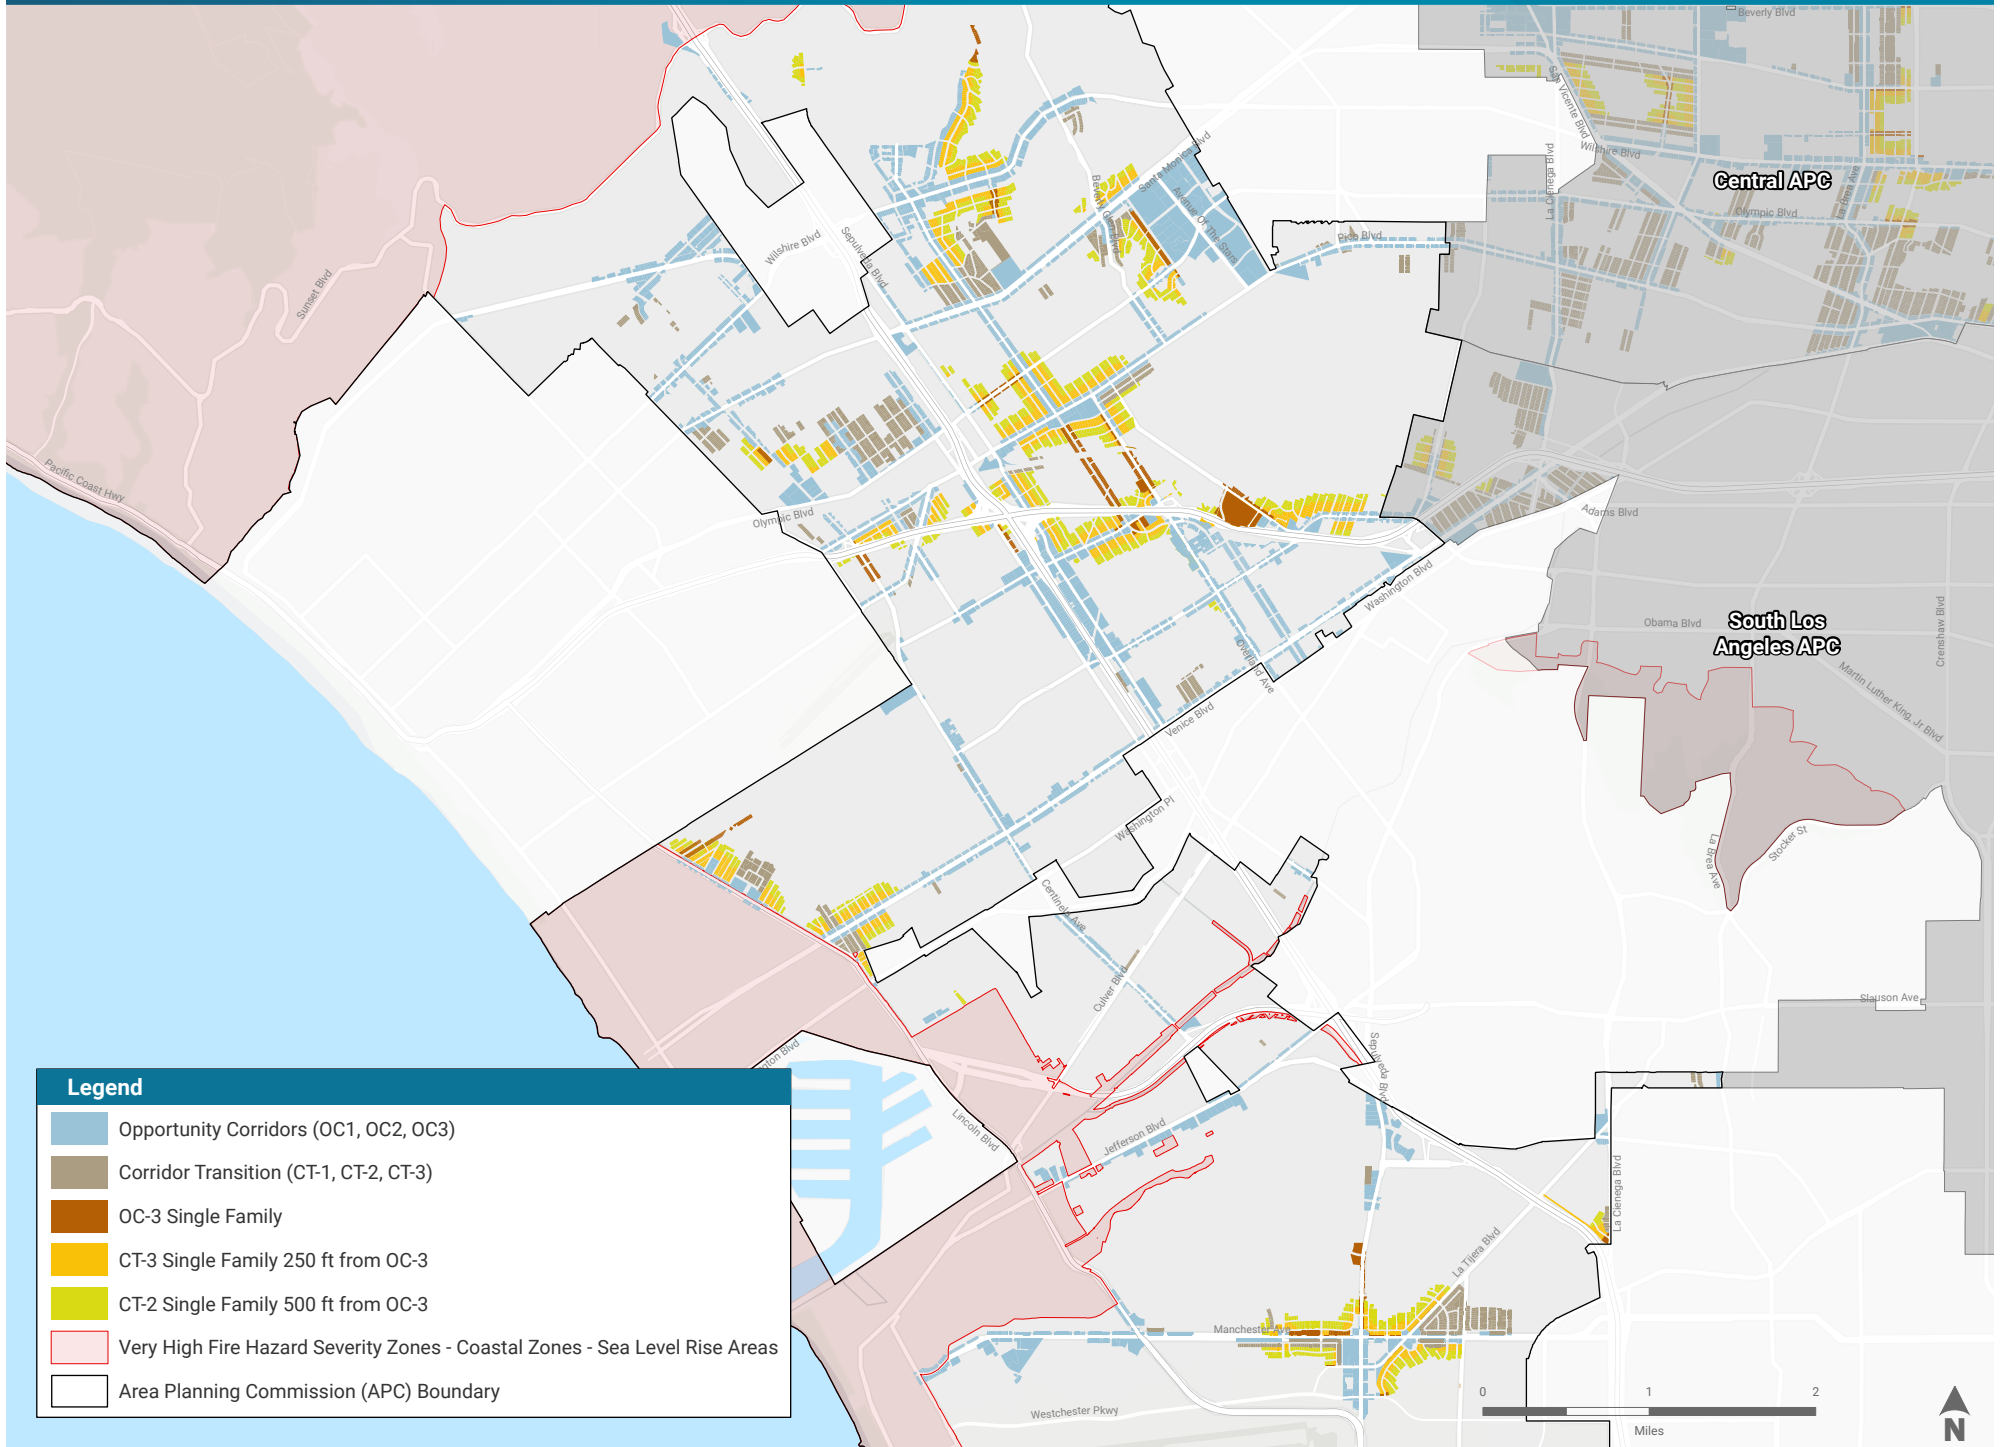 Beverly Blvd
San Vicente Blvd
Wilshire Blvd
La Cienega Blvd
Central APC
La Brea Ave
Olympic Blvd
Santa Monica Blvd
Beverly Glen Blvd
Avenue Of The Stars
Pico Blvd
Wilshire Blvd
Sepulveda Blvd
Sunset Blvd
Pacific Coast Hwy
Olympic Blvd
Adams Blvd
Washington Blvd
Obama Blvd
South Los
Angeles APC
Crenshaw Blvd
Martin Luther King, Jr Blvd
Overland Ave
Venice Blvd
Washington Pl
La Brea Ave
Stocker St
Centinela Ave
Culver Blvd
Slauson Ave
Sepulveda Blvd
Lincoln Blvd
Jefferson Blvd
La Cienega Blvd
La Tijera Blvd
Manchester Ave
Westchester Pkwy
Legend
Opportunity Corridors (OC1, OC2, OC3)
Corridor Transition (CT-1, CT-2, CT-3)
OC-3 Single Family
CT-3 Single Family 250 ft from OC-3
CT-2 Single Family 500 ft from OC-3
Very High Fire Hazard Severity Zones - Coastal Zones - Sea Level Rise Areas
Area Planning Commission (APC) Boundary
0 1 2
Miles
N